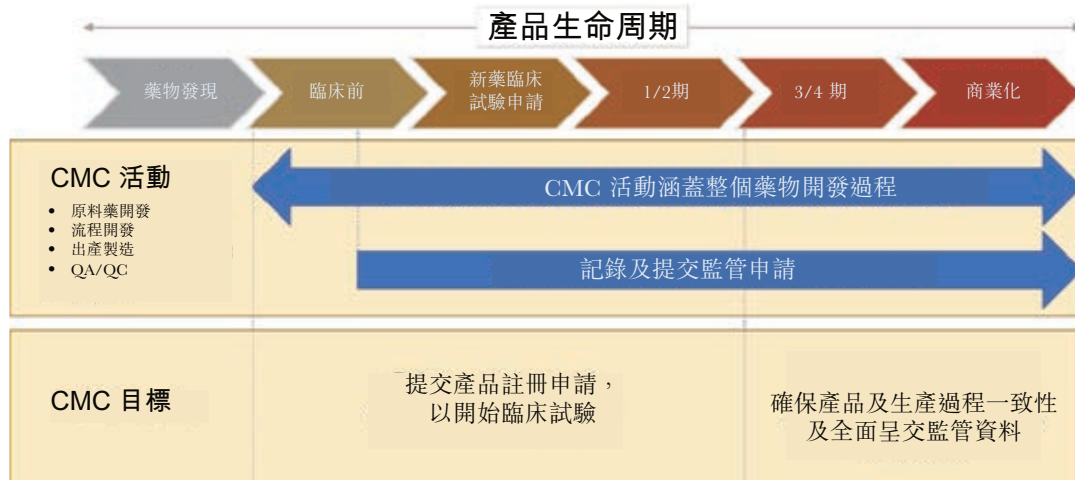 產品生命周期
藥物發現
臨床前
新藥臨床
試驗申請
1/2期
3/4 期
商業化
CMC 活動
• 原料藥開發
• 流程開發
• 出產製造
• QA/QC
CMC 活動涵蓋整個藥物開發過程
記錄及提交監管申請
CMC 目標
提交產品註冊申請，
以開始臨床試驗
確保產品及生產過程一致性
及全面呈交監管資料